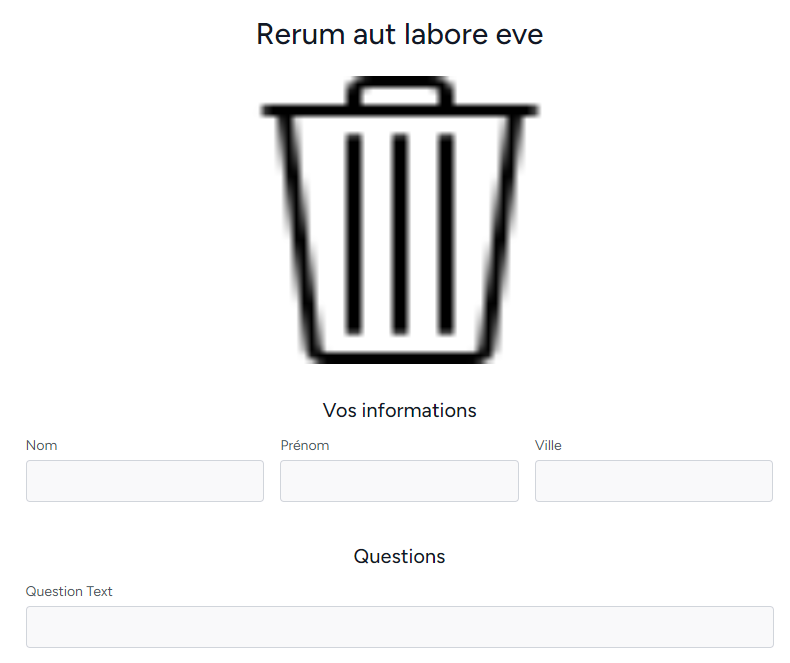 Rerum aut labore eve
Vos informations
Nom Prénom Ville
Questions
Question Text